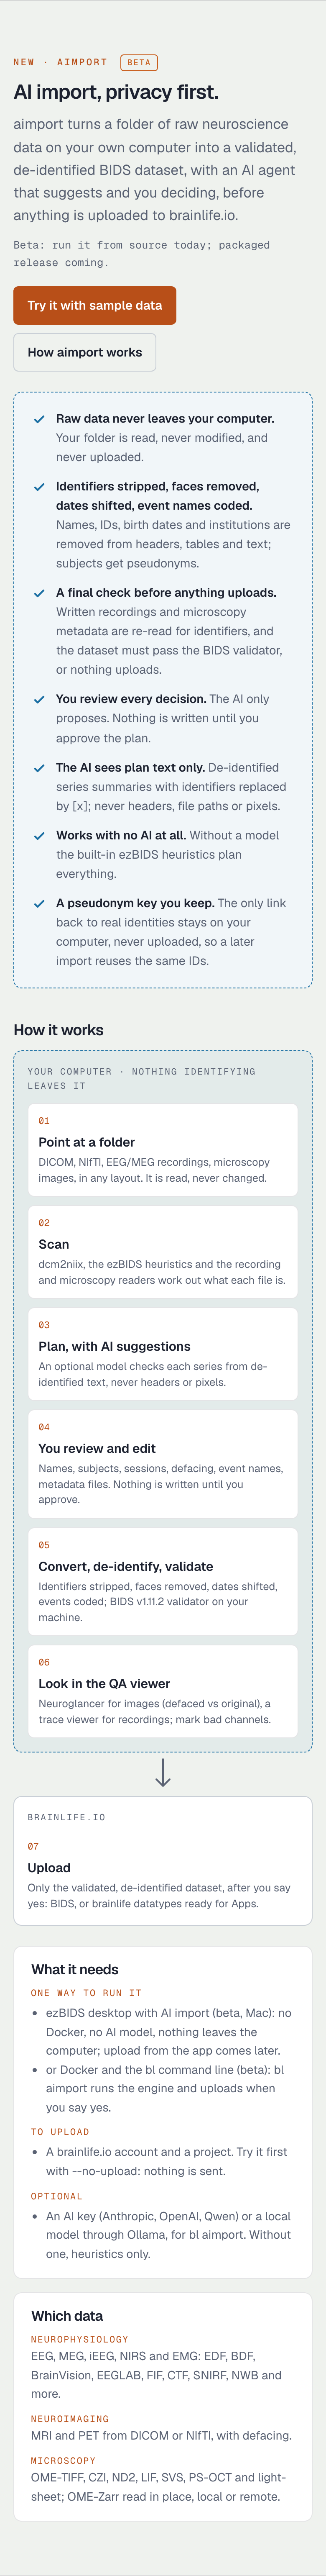 NEW · AIMPORT BETA
AI import, privacy first.
aimport turns a folder of raw neuroscience
data on your own computer into a validated,
de-identified BIDS dataset, with an AI agent
that suggests and you deciding, before
anything is uploaded to brainlife.io.
Beta: run it from source today; packaged
release coming.
Try it with sample data
How aimport works
Raw data never leaves your computer.
Your folder is read, never modified, and
never uploaded.
Identifiers stripped, faces removed,
dates shifted, event names coded.
Names, IDs, birth dates and institutions are
removed from headers, tables and text;
subjects get pseudonyms.
A final check before anything uploads.
Written recordings and microscopy
metadata are re-read for identifiers, and
the dataset must pass the BIDS validator,
or nothing uploads.
You review every decision. The AI only
proposes. Nothing is written until you
approve the plan.
The AI sees plan text only. De-identified
series summaries with identifiers replaced
by [x]; never headers, file paths or pixels.
Works with no AI at all. Without a model
the built-in ezBIDS heuristics plan
everything.
A pseudonym key you keep. The only link
back to real identities stays on your
computer, never uploaded, so a later
import reuses the same IDs.
How it works
YOUR COMPUTER · NOTHING IDENTIFYING
LEAVES IT
01
Point at a folder
DICOM, NIfTI, EEG/MEG recordings, microscopy
images, in any layout. It is read, never changed.
02
Scan
dcm2niix, the ezBIDS heuristics and the recording
and microscopy readers work out what each file is.
03
Plan, with AI suggestions
An optional model checks each series from de-
identified text, never headers or pixels.
04
You review and edit
Names, subjects, sessions, defacing, event names,
metadata files. Nothing is written until you
approve.
05
Convert, de-identify, validate
Identifiers stripped, faces removed, dates shifted,
events coded; BIDS v1.11.2 validator on your
machine.
06
Look in the QA viewer
Neuroglancer for images (defaced vs original), a
trace viewer for recordings; mark bad channels.
BRAINLIFE.IO
07
Upload
Only the validated, de-identified dataset, after you say
yes: BIDS, or brainlife datatypes ready for Apps.
What it needs
ONE WAY TO RUN IT
• ezBIDS desktop with AI import (beta, Mac): no
Docker, no AI model, nothing leaves the
computer; upload from the app comes later.
• or Docker and the bl command line (beta): bl
aimport runs the engine and uploads when
you say yes.
TO UPLOAD
• A brainlife.io account and a project. Try it first
with --no-upload: nothing is sent.
OPTIONAL
• An AI key (Anthropic, OpenAI, Qwen) or a local
model through Ollama, for bl aimport. Without
one, heuristics only.
Which data
NEUROPHYSIOLOGY
EEG, MEG, iEEG, NIRS and EMG: EDF, BDF,
BrainVision, EEGLAB, FIF, CTF, SNIRF, NWB and
more.
NEUROIMAGING
MRI and PET from DICOM or NIfTI, with defacing.
MICROSCOPY
OME-TIFF, CZI, ND2, LIF, SVS, PS-OCT and light-
sheet; OME-Zarr read in place, local or remote.